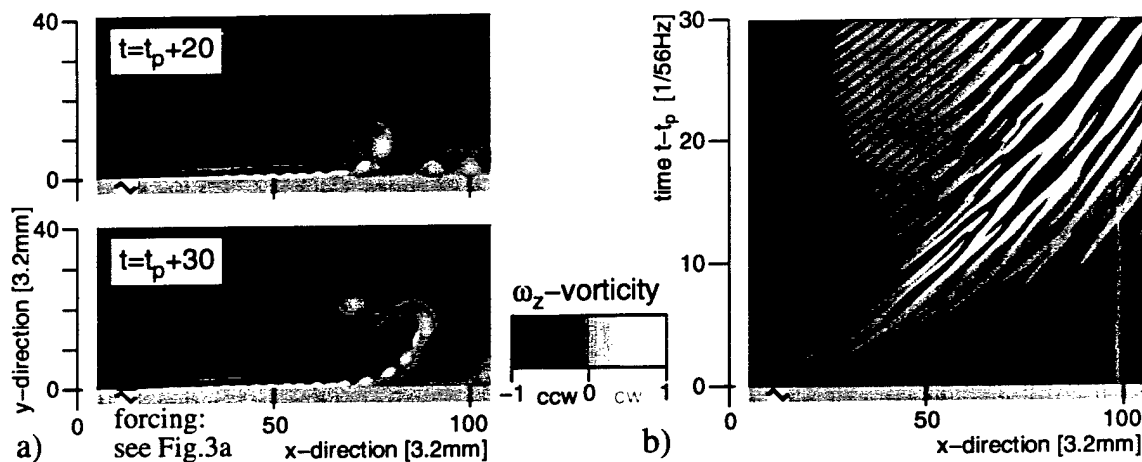 40
t=tp+20
0
50
100
40
t=tp+30
0
0
50
100
y-direction [3.2mm]
forcing:
see Fig.3a
x-direction [3.2mm]
a)
ωz-vorticity
-1 ccw 0 cw 1
30
20
10
0
time t-tp [1/56Hz]
50
100
x-direction [3.2mm]
b)